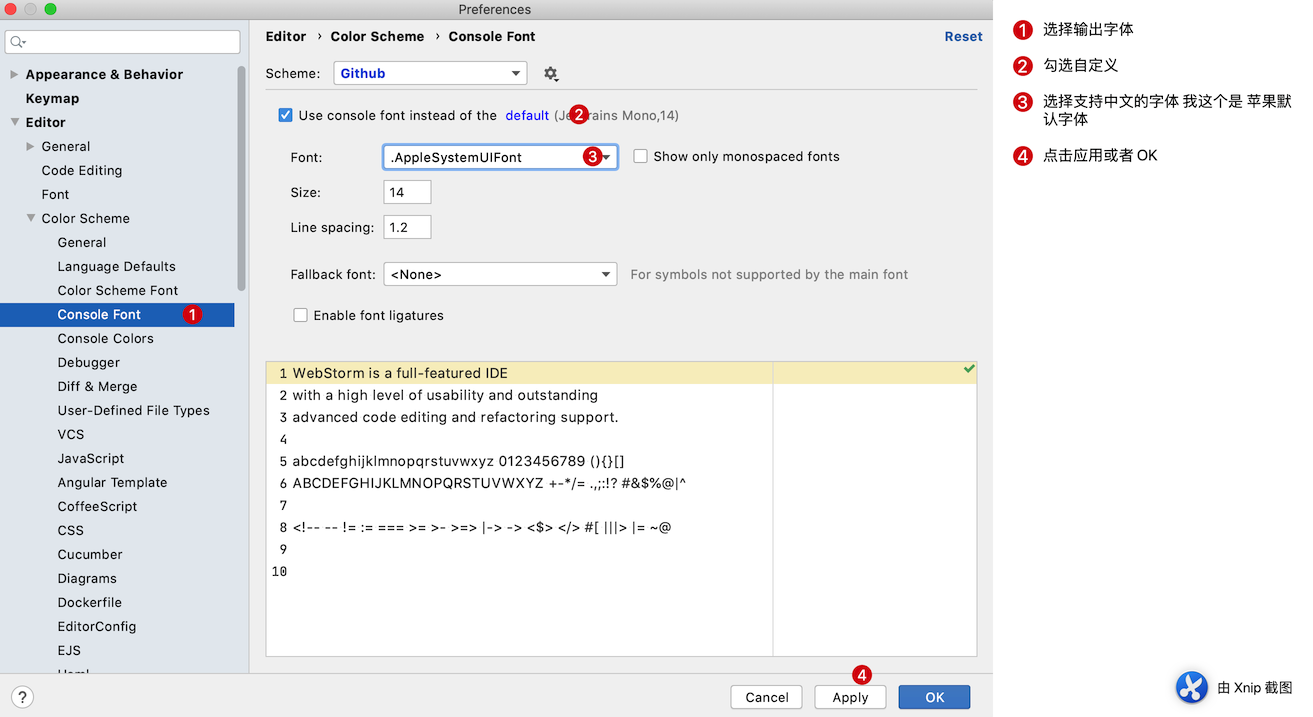 Preferences
Appearance & Behavior
Keymap
Editor
General
Code Editing
Font
Color Scheme
General
Language Defaults
Color Scheme Font
Console Font 1
Console Colors
Debugger
Diff & Merge
User-Defined File Types
VCS
JavaScript
Angular Template
CoffeeScript
CSS
Cucumber
Diagrams
Dockerfile
EditorConfig
EJS
Editor › Color Scheme › Console Font Reset
Scheme: Github
Use console font instead of the default 2 Mono,14)
Font: .AppleSystemUIFont 3 Show only monospaced fonts
Size: 14
Line spacing: 1.2
Fallback font: <None> For symbols not supported by the main font
Enable font ligatures
1 WebStorm is a full-featured IDE
2 with a high level of usability and outstanding
3 advanced code editing and refactoring support.
4
5 abcdefghijklmnopqrstuvwxyz 0123456789 (){}[]
6 ABCDEFGHIJKLMNOPQRSTUVWXYZ +-*/= .,;:!? #&$%@|^
7
8 <!-- -- != := === >= >- >=> |-> -> <$> </> #[ |||> |= ~@
9
10
4
? Cancel Apply OK
1 选择输出字体
2 勾选自定义
3 选择支持中文的字体 我这个是 苹果默
认字体
4 点击应用或者 OK
由 Xnip 截图